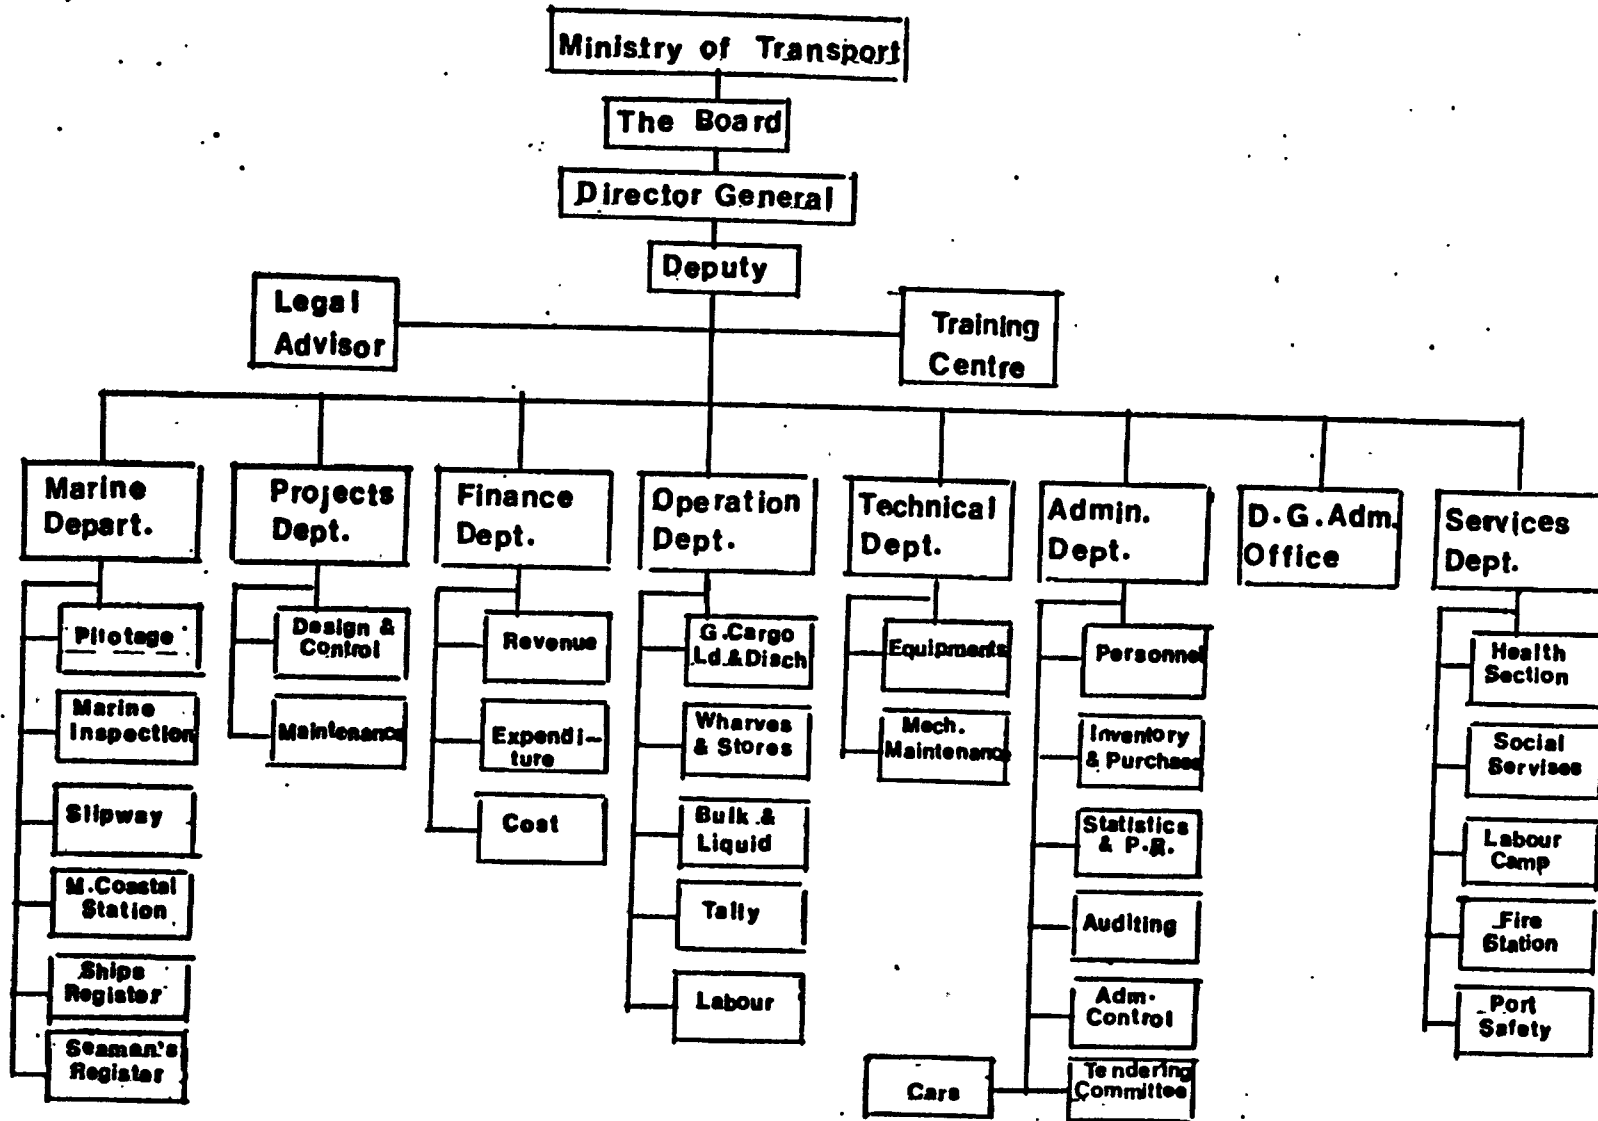 Ministry of Transport
The Board
Director General
Deputy
Legal
Advisor
Training
Centre
Marine
Depart.
Projects
Dept.
Finance
Dept.
Operation
Dept.
Technical
Dept.
Admin.
Dept.
D.G.Adm.
Office
Services
Dept.
Pilotage
Marine
Inspection
Slipway
M.Coastal
Station
Ships
Register
Seaman's
Register
Design &
Control
Maintenance
Revenue
Expendi-
ture
Cost
G.Cargo
Ld.&Disch
Wharves
& Stores
Bulk.&
Liquid
Tally
Labour
Equipments
Mech.
Maintenance
Personnel
Inventory
& Purchase
Statistics
& P.R.
Auditing
Adm.
Control
Tendering
Committee
Cars
Health
Section
Social
Servises
Labour
Camp
Fire
Station
Port
Safety